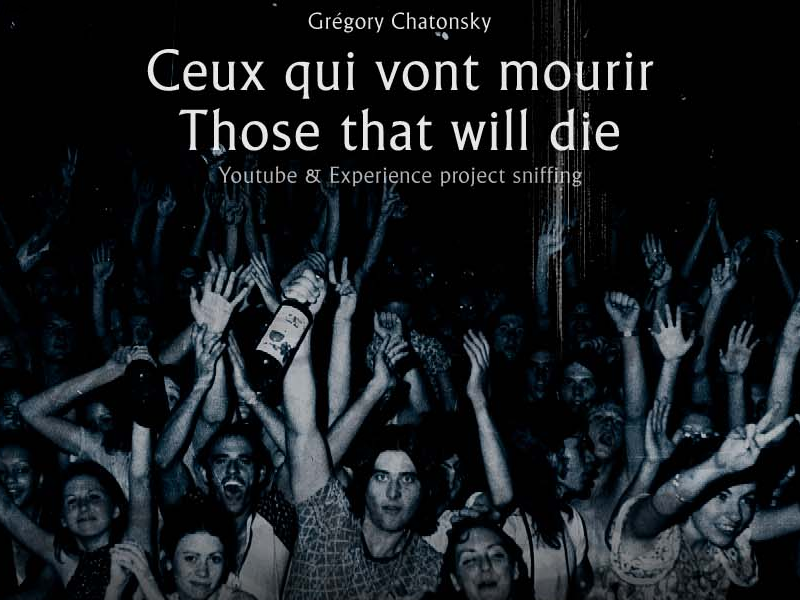 Grégory Chatonsky
Ceux qui vont mourir
Those that will die
Youtube & Experience project sniffing